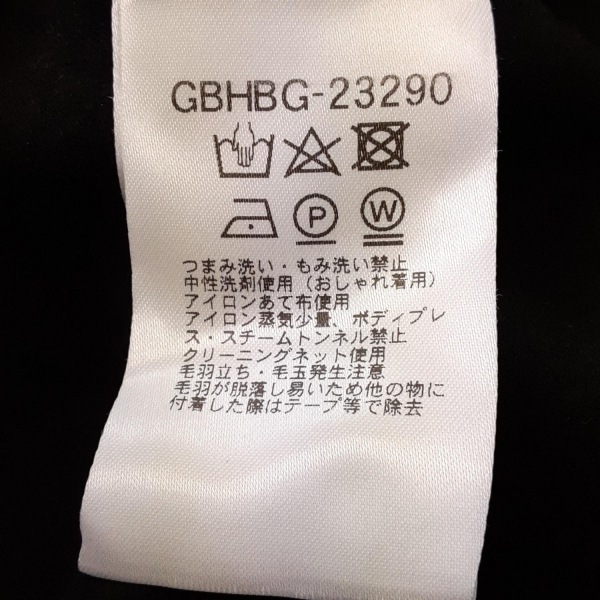 GBHBG-23290
P
W
つまみ洗い・もみ洗い禁止
中性洗剤使用（おしゃれ着用）
アイロンあて布使用
アイロン蒸気少量、ボディプレ
ス・スチームトンネル禁止
クリーニングネット使用
毛羽立ち・毛玉発生注意
毛羽が脱落し易いため他の物に
付着した際はテープ等で除去